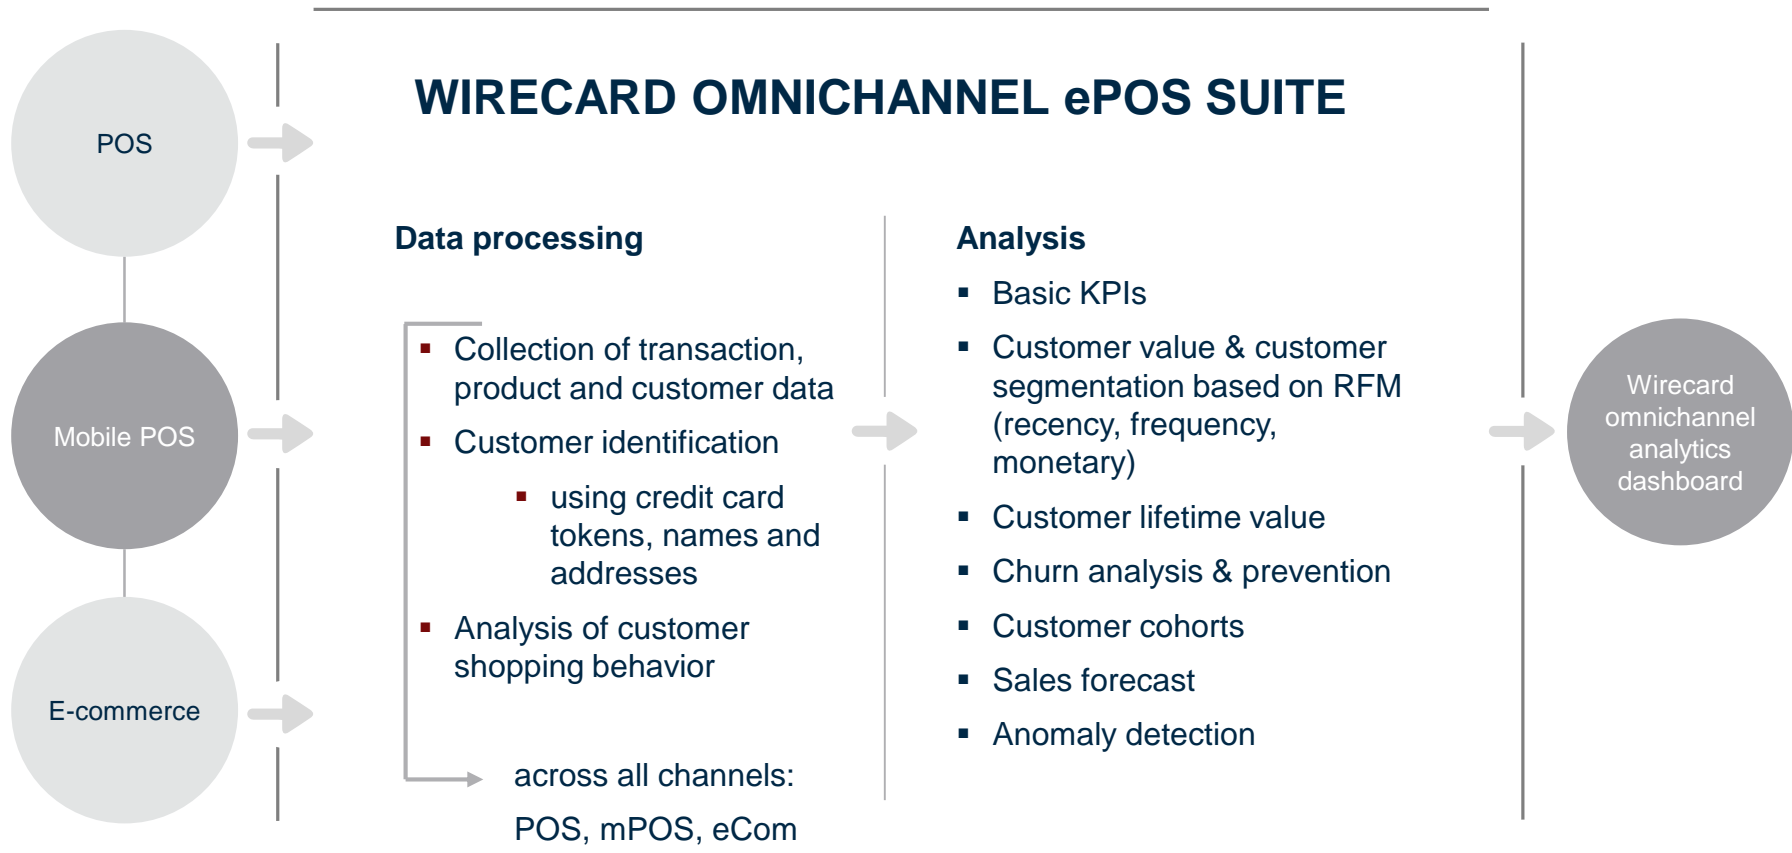 WIRECARD OMNICHANNEL ePOS SUITE
POS
Mobile POS
E-commerce
Data processing
▪ Collection of transaction,
product and customer data
▪ Customer identification
▪ using credit card
tokens, names and
addresses
▪ Analysis of customer
shopping behavior
across all channels:
POS, mPOS, eCom
Analysis
▪ Basic KPIs
▪ Customer value & customer
segmentation based on RFM
(recency, frequency,
monetary)
▪ Customer lifetime value
▪ Churn analysis & prevention
▪ Customer cohorts
▪ Sales forecast
▪ Anomaly detection
Wirecard
omnichannel
analytics
dashboard